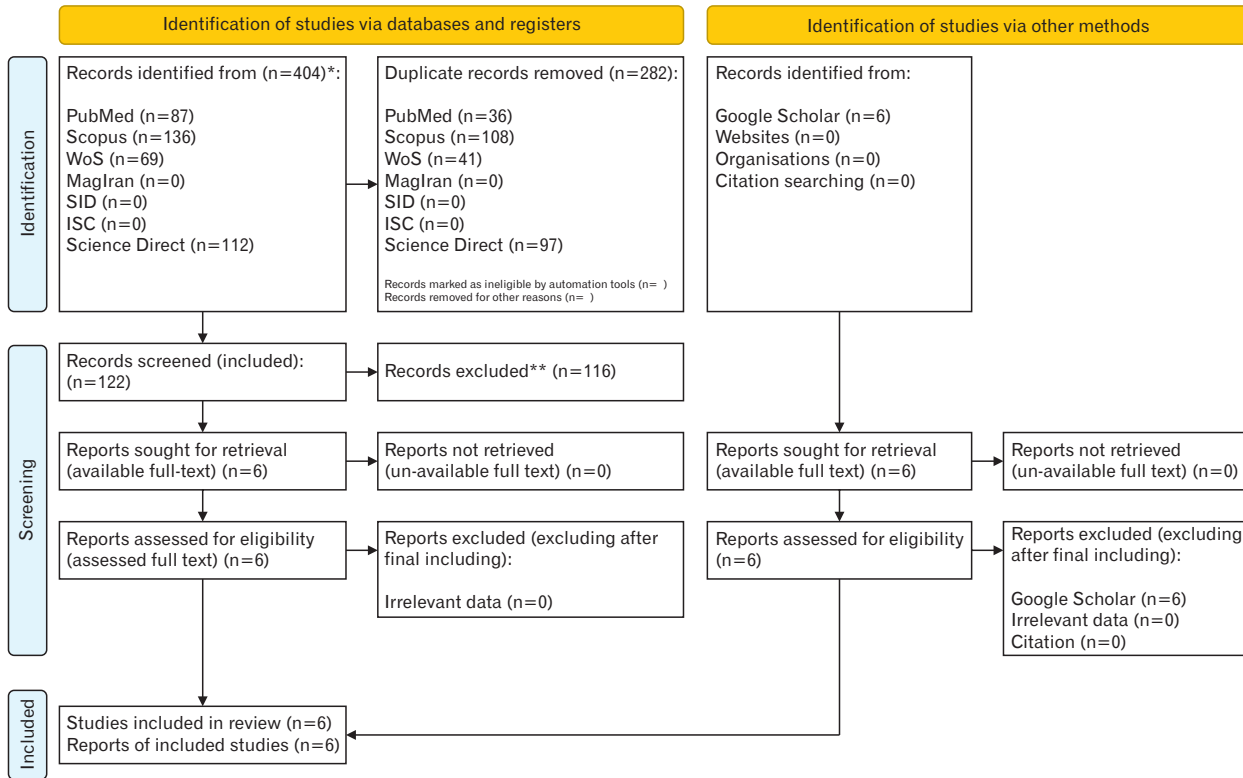 Identification of studies via databases and registers
Identification of studies via other methods
Identification
Records identified from (n=404)*:
PubMed (n=87)
Scopus (n=136)
WoS (n=69)
MagIran (n=0)
SID (n=0)
ISC (n=0)
Science Direct (n=112)
Duplicate records removed (n=282):
PubMed (n=36)
Scopus (n=108)
WoS (n=41)
MagIran (n=0)
SID (n=0)
ISC (n=0)
Science Direct (n=97)
Records marked as ineligible by automation tools (n= )
Records removed for other reasons (n= )
Records identified from:
Google Scholar (n=6)
Websites (n=0)
Organisations (n=0)
Citation searching (n=0)
Screening
Records screened (included):
(n=122)
Records excluded** (n=116)
Reports sought for retrieval
(available full-text) (n=6)
Reports not retrieved
(un-available full text) (n=0)
Reports sought for retrieval
(available full text) (n=6)
Reports not retrieved
(un-available full text) (n=0)
Reports assessed for eligibility
(assessed full text) (n=6)
Reports excluded (excluding after
final including):
Irrelevant data (n=0)
Reports assessed for eligibility
(n=6)
Reports excluded (excluding
after final including):
Google Scholar (n=6)
Irrelevant data (n=0)
Citation (n=0)
Included
Studies included in review (n=6)
Reports of included studies (n=6)